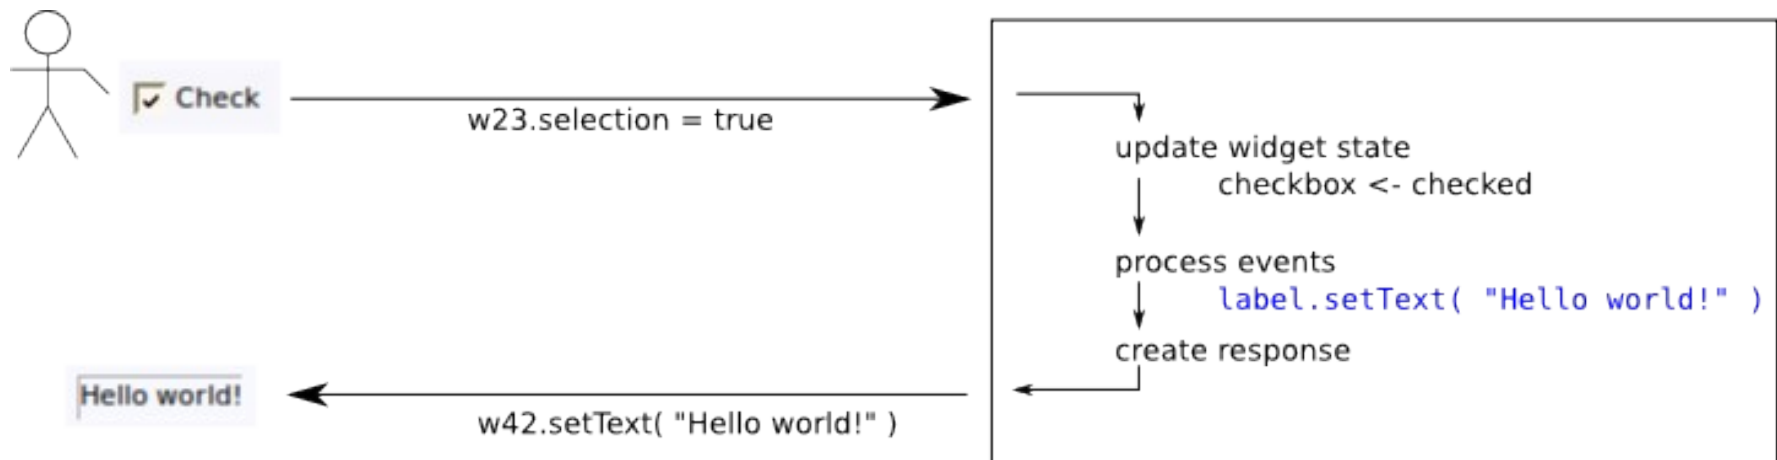 Check
w23.selection = true
update widget state
checkbox <- checked
process events
label.setText( "Hello world!" )
create response
Hello world!
w42.setText( "Hello world!" )